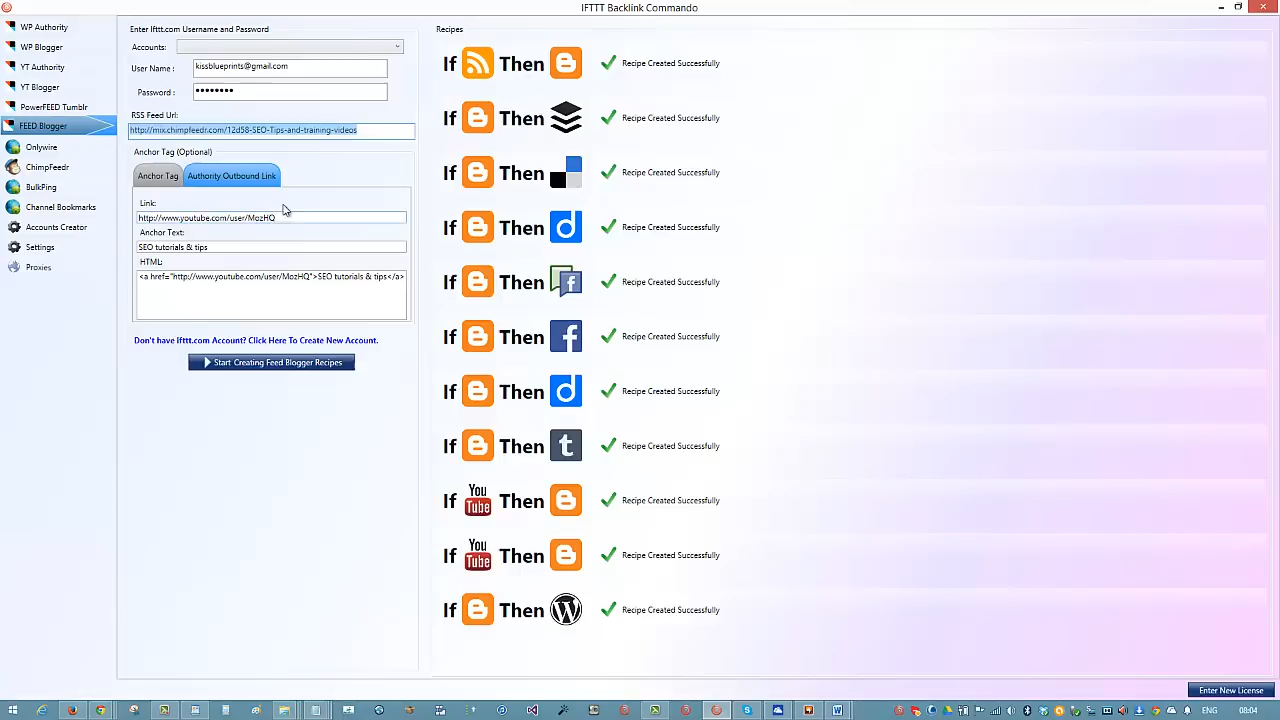 IFTTT Backlink Commando
WP Authority
WP Blogger
YT Authority
YT Blogger
PowerFEED Tumblr
FEED Blogger
Onlywire
ChimpFeedr
BulkPing
Channel Bookmarks
Accounts Creator
Settings
Proxies
Enter Ifttt.com Username and Password
Accounts:
User Name :
kissblueprints@gmail.com
Password :
••••••••
RSS Feed Url:
http://mix.chimpfeedr.com/12d58-SEO-Tips-and-training-videos
Anchor Tag (Optional)
Anchor Tag
Authority Outbound Link
Link:
http://www.youtube.com/user/MozHQ
Anchor Text:
SEO tutorials & tips
HTML:
<a href="http://www.youtube.com/user/MozHQ">SEO tutorials & tips</a>
Don't have Ifttt.com Account? Click Here To Create New Account.
Start Creating Feed Blogger Recipes
Recipes
If Then Recipe Created Successfully
If Then Recipe Created Successfully
If Then Recipe Created Successfully
If Then d Recipe Created Successfully
If Then f Recipe Created Successfully
If Then f Recipe Created Successfully
If Then d Recipe Created Successfully
If Then t Recipe Created Successfully
If You Tube Then Recipe Created Successfully
If You Tube Then Recipe Created Successfully
If Then W Recipe Created Successfully
Enter New License
ENG
08:04